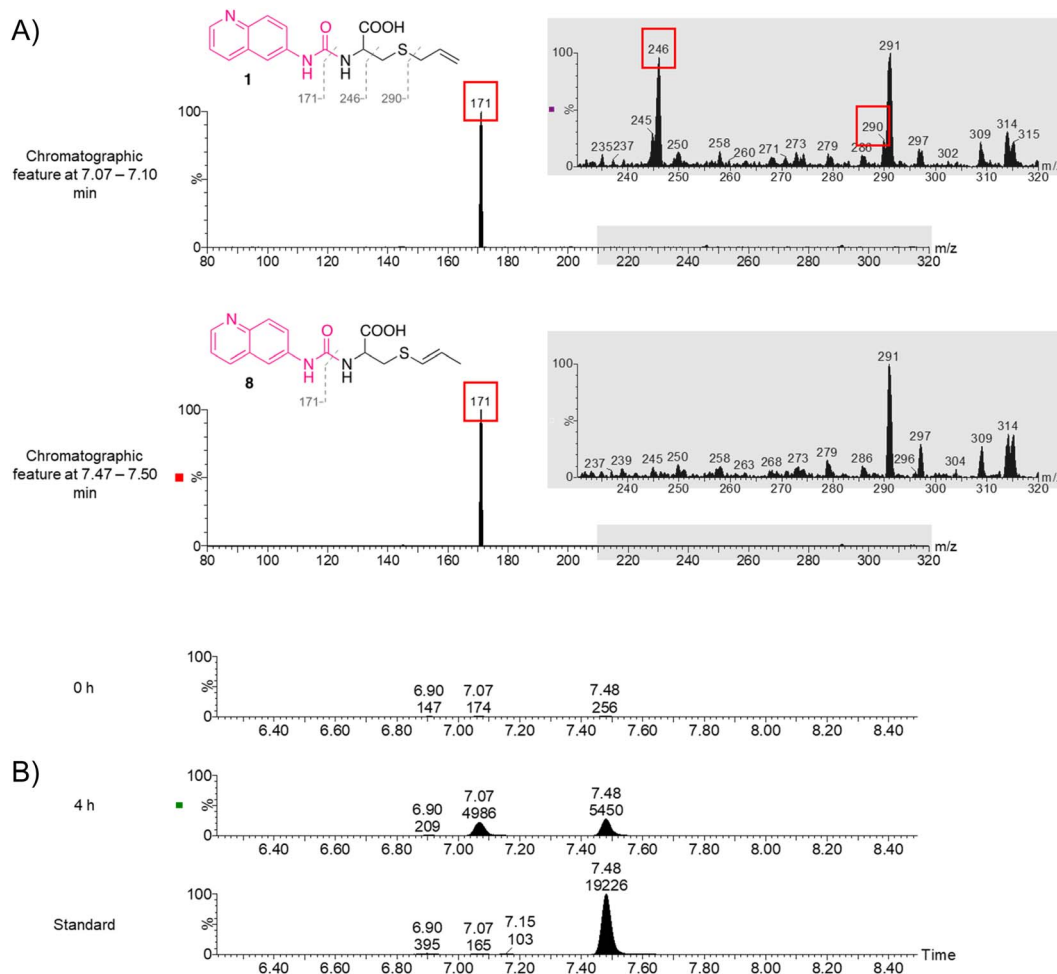 A)
N
N
H
O
N
H
COOH
S
1
171
246
290
Chromatographic
feature at 7.07 – 7.10
min
100
%
0
171
80 100 120 140 160 180 200 220 240 260 280 300 320
m/z
100
%
0
235 237 245 246 250 258 260 271 273 279 286 290 291 297 302 309 314 315
240 250 260 270 280 290 300 310 320
m/z
N
N
H
O
N
H
COOH
S
8
171
Chromatographic
feature at 7.47 – 7.50
min
100
%
0
171
80 100 120 140 160 180 200 220 240 260 280 300 320
m/z
100
%
0
237 239 245 250 258 263 268 273 279 286 291 296 297 304 309 314
240 250 260 270 280 290 300 310 320
m/z
0 h
100
%
0
6.90 7.07 7.48
147 174 256
6.40 6.60 6.80 7.00 7.20 7.40 7.60 7.80 8.00 8.20 8.40
B)
4 h
100
%
0
6.90 7.07 7.48
209 4986 5450
6.40 6.60 6.80 7.00 7.20 7.40 7.60 7.80 8.00 8.20 8.40
Standard
100
%
0
6.90 7.07 7.15 7.48
395 165 103 19226
Time
6.40 6.60 6.80 7.00 7.20 7.40 7.60 7.80 8.00 8.20 8.40